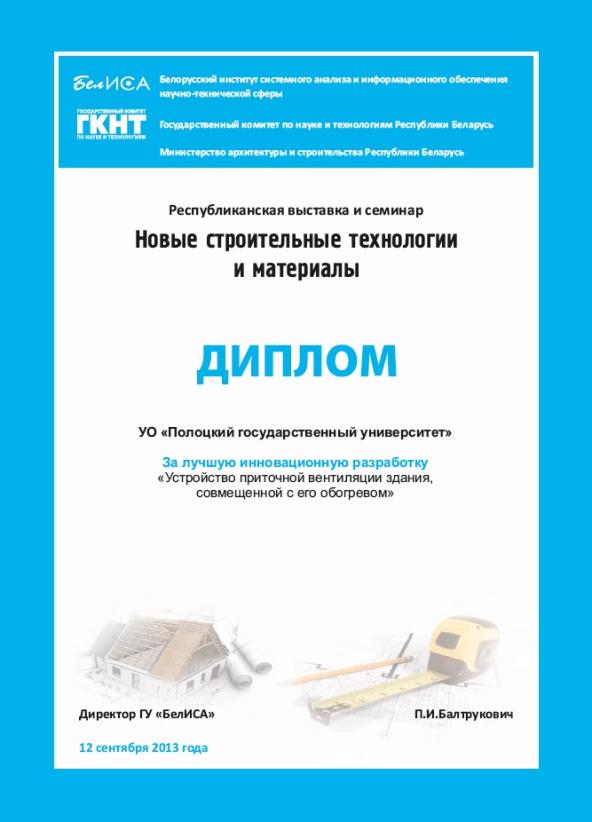 БелИСА
Белорусский институт системного анализа и информационного обеспечения
научно-технической сферы
ГОСУДАРСТВЕННЫЙ КОМИТЕТ
ГКНТ
ПО НАУКЕ И ТЕХНОЛОГИЯМ
Государственный комитет по науке и технологиям Республики Беларусь
Министерство архитектуры и строительства Республики Беларусь
Республиканская выставка и семинар
Новые строительные технологии
и материалы
ДИПЛОМ
УО «Полоцкий государственный университет»
За лучшую инновационную разработку
«Устройство приточной вентиляции здания,
совмещенной с его обогревом»
Директор ГУ «БелИСА»
П.И.Балтрукович
12 сентября 2013 года